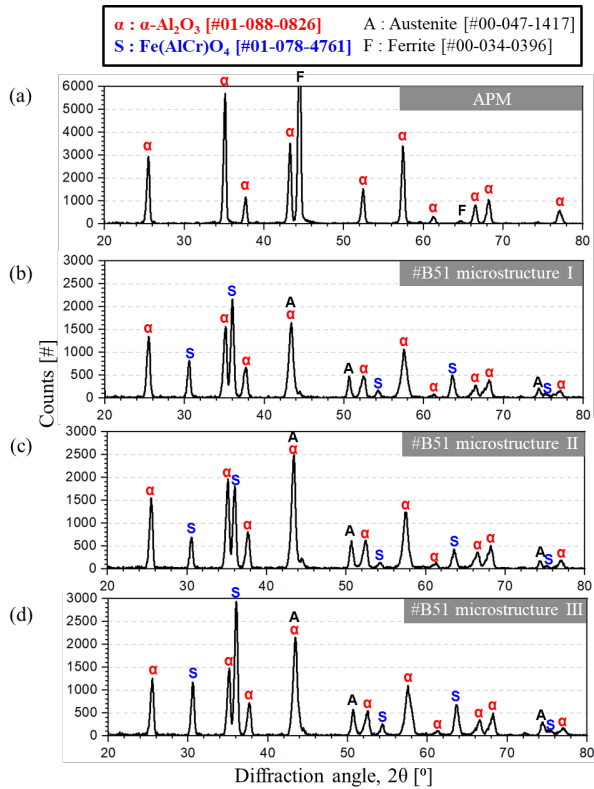 α : α-Al₂O₃ [#01-088-0826] A : Austenite [#00-047-1417]
S : Fe(AlCr)O₄ [#01-078-4761] F : Ferrite [#00-034-0396]
(a)
APM
6000
5000
4000
3000
2000
1000
0
α α α α F α α α F α α α
20 30 40 50 60 70 80
(b)
#B51 microstructure I
3000
2500
2000
1500
1000
500
0
α S α S α A α A α S α α S α α A S α
20 30 40 50 60 70 80
(c)
#B51 microstructure II
3000
2500
2000
1500
1000
500
0
α S α S α A α A α S α α S α α A S α
20 30 40 50 60 70 80
(d)
#B51 microstructure III
3000
2500
2000
1500
1000
500
0
α S α S α A α A α S α α S α α A S α
20 30 40 50 60 70 80
Counts [#]
Diffraction angle, 2θ [º]